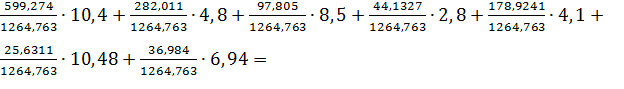 599,274/1264,763 · 10,4 + 282,011/1264,763 · 4,8 + 97,805/1264,763 · 8,5 + 44,1327/1264,763 · 2,8 + 178,9241/1264,763 · 4,1 +
25,6311/1264,763 · 10,48 + 36,984/1264,763 · 6,94 =